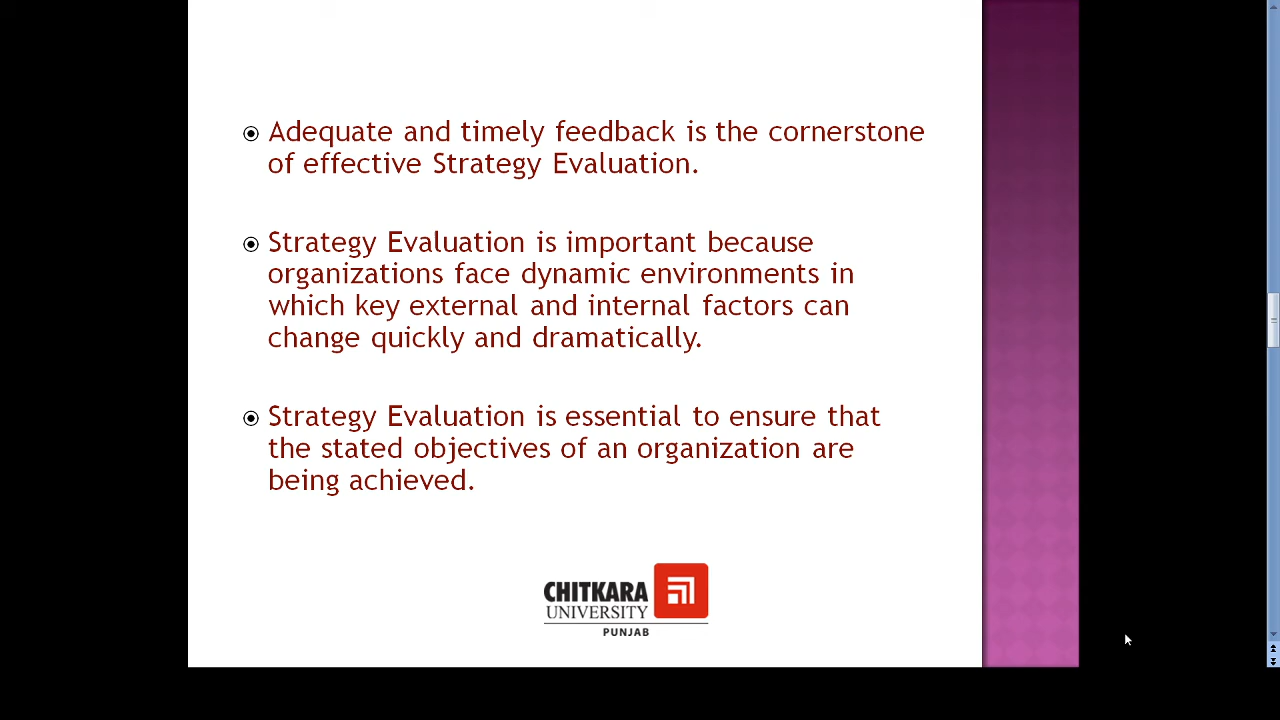 Adequate and timely feedback is the cornerstone
of effective Strategy Evaluation.
Strategy Evaluation is important because
organizations face dynamic environments in
which key external and internal factors can
change quickly and dramatically.
Strategy Evaluation is essential to ensure that
the stated objectives of an organization are
being achieved.
CHITKARA
UNIVERSITY
PUNJAB